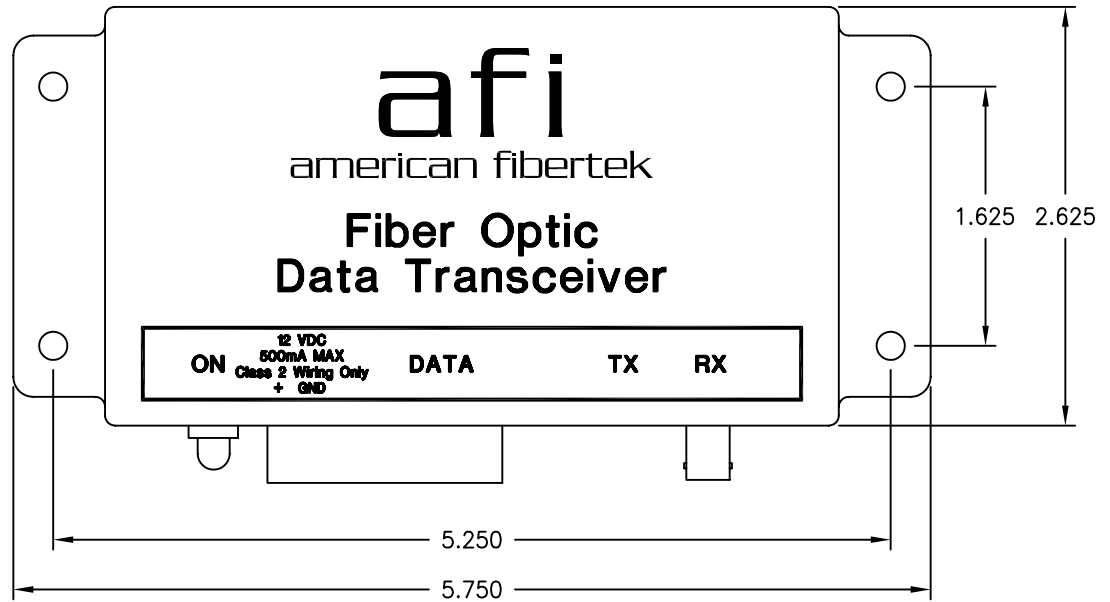 afi
american fibertek
Fiber Optic
Data Transceiver
12 VDC
500mA MAX
Class 2 Wiring Only
+ GND
ON
DATA
TX
RX
1.625
2.625
5.250
5.750